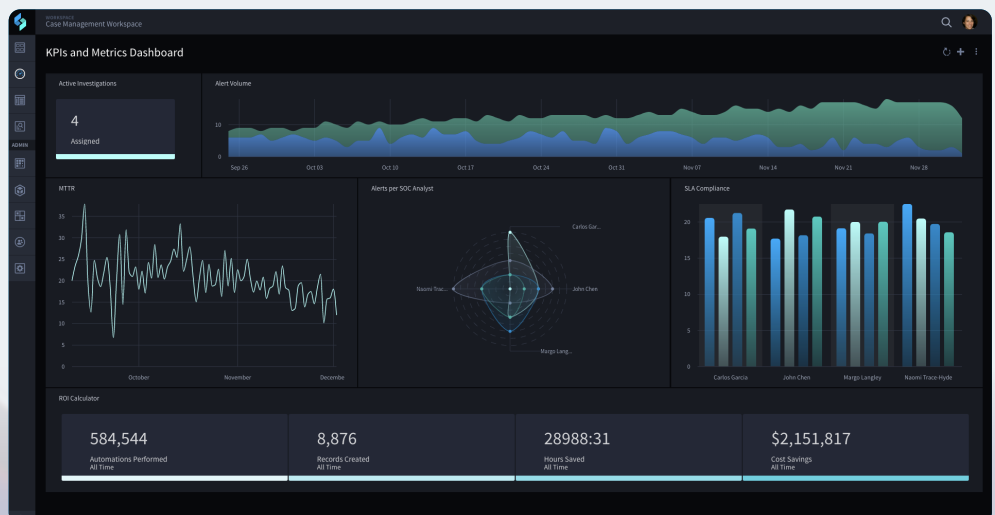 WORKSPACE
Case Management Workspace
KPIs and Metrics Dashboard
ADMIN
Active Investigations
4
Assigned
Alert Volume
10
0
Sep 26
Oct 03
Oct 10
Oct 17
Oct 24
Oct 31
Nov 07
Nov 14
Nov 21
Nov 28
MTTR
35
30
25
20
15
10
5
0
October
November
Decembe
Alerts per SOC Analyst
Carlos Gar...
Naomi Trac...
John Chen
Margo Lang...
SLA Compliance
20
15
10
5
0
Carlos Garcia
John Chen
Margo Langley
Naomi Trace-Hyde
ROI Calculator
584,544
Automations Performed
All Time
8,876
Records Created
All Time
28988:31
Hours Saved
All Time
$2,151,817
Cost Savings
All Time